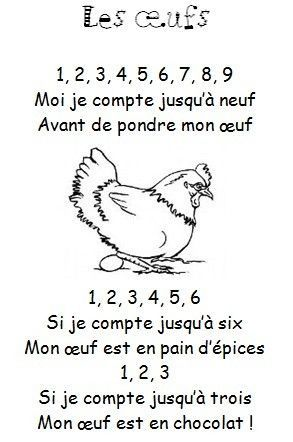 Les œufs
1, 2, 3, 4, 5, 6, 7, 8, 9
Moi je compte jusqu'à neuf
Avant de pondre mon œuf
1, 2, 3, 4, 5, 6
Si je compte jusqu'à six
Mon œuf est en pain d'épices
1, 2, 3
Si je compte jusqu'à trois
Mon œuf est en chocolat !